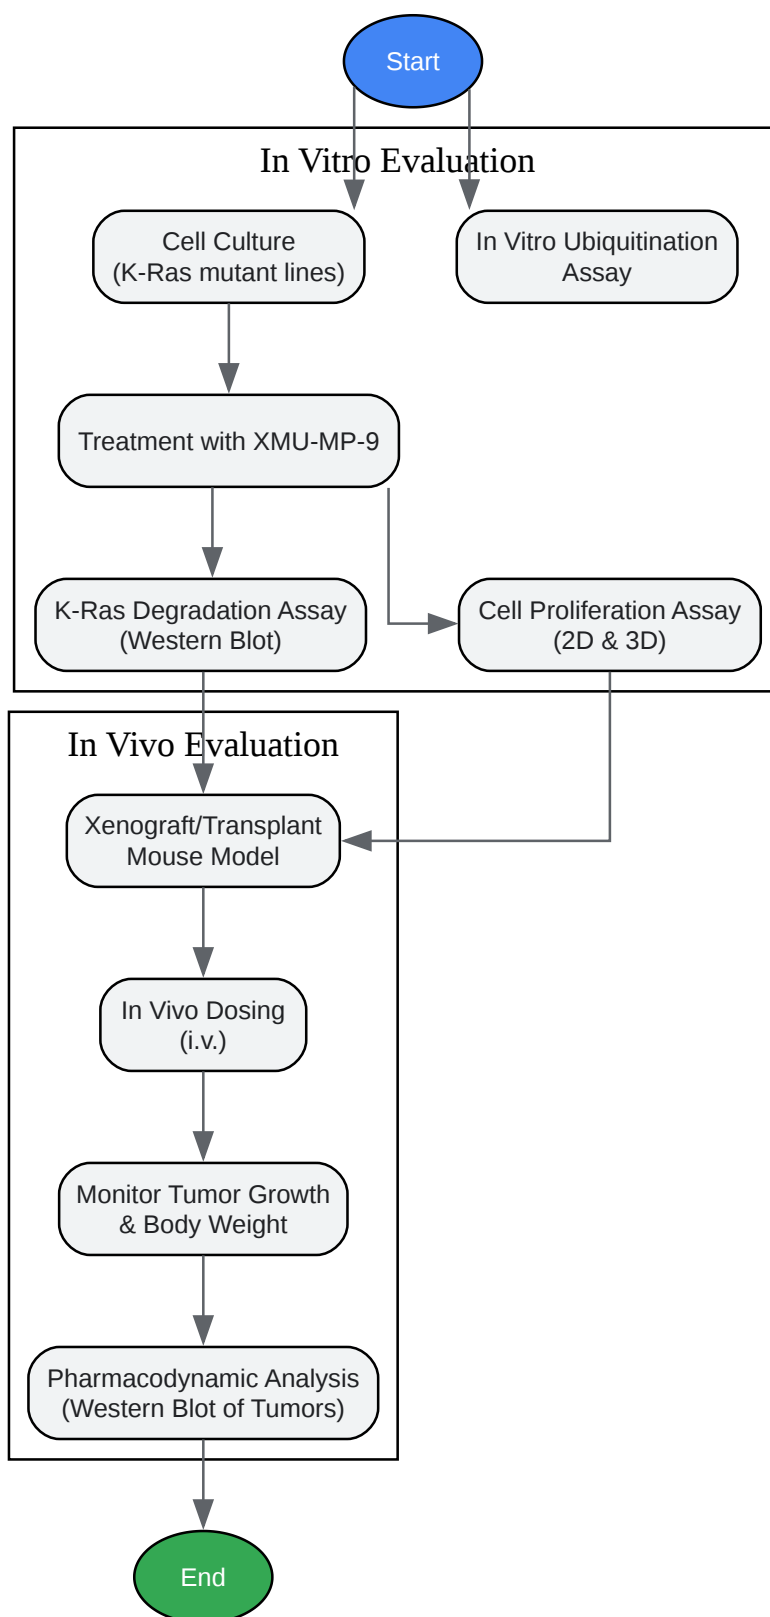 Start
In Vitro Evaluation
Cell Culture
(K-Ras mutant lines)
In Vitro Ubiquitination
Assay
Treatment with XMU-MP-9
K-Ras Degradation Assay
(Western Blot)
Cell Proliferation Assay
(2D & 3D)
In Vivo Evaluation
Xenograft/Transplant
Mouse Model
In Vivo Dosing
(i.v.)
Monitor Tumor Growth
& Body Weight
Pharmacodynamic Analysis
(Western Blot of Tumors)
End